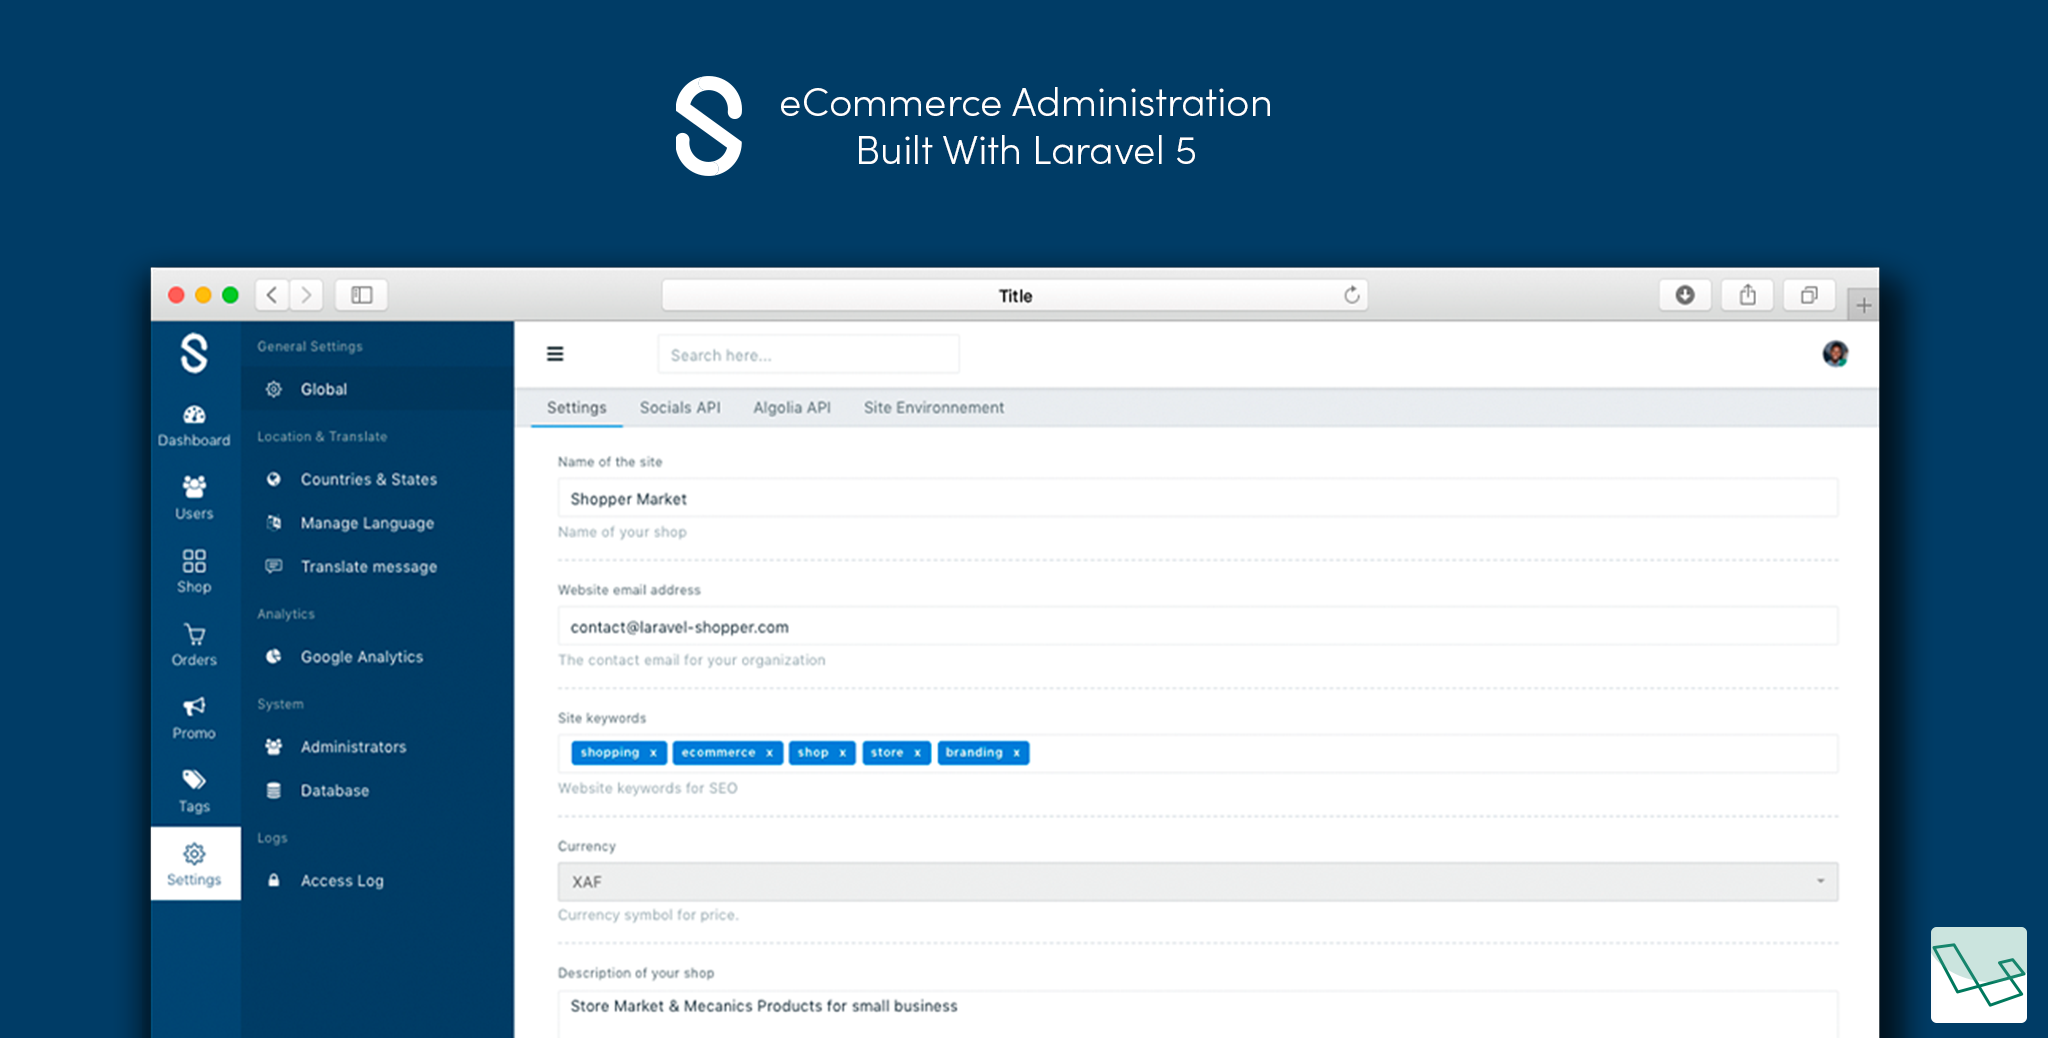 eCommerce Administration
Built With Laravel 5
Title
Dashboard
Users
Shop
Orders
Promo
Tags
Settings
General Settings
Global
Location & Translate
Countries & States
Manage Language
Translate message
Analytics
Google Analytics
System
Administrators
Database
Logs
Access Log
Search here...
Settings Socials API Algolia API Site Environnement
Name of the site
Shopper Market
Name of your shop
Website email address
contact@laravel-shopper.com
The contact email for your organization
Site keywords
shopping x ecommerce x shop x store x branding x
Website keywords for SEO
Currency
XAF
Currency symbol for price.
Description of your shop
Store Market & Mecanics Products for small business